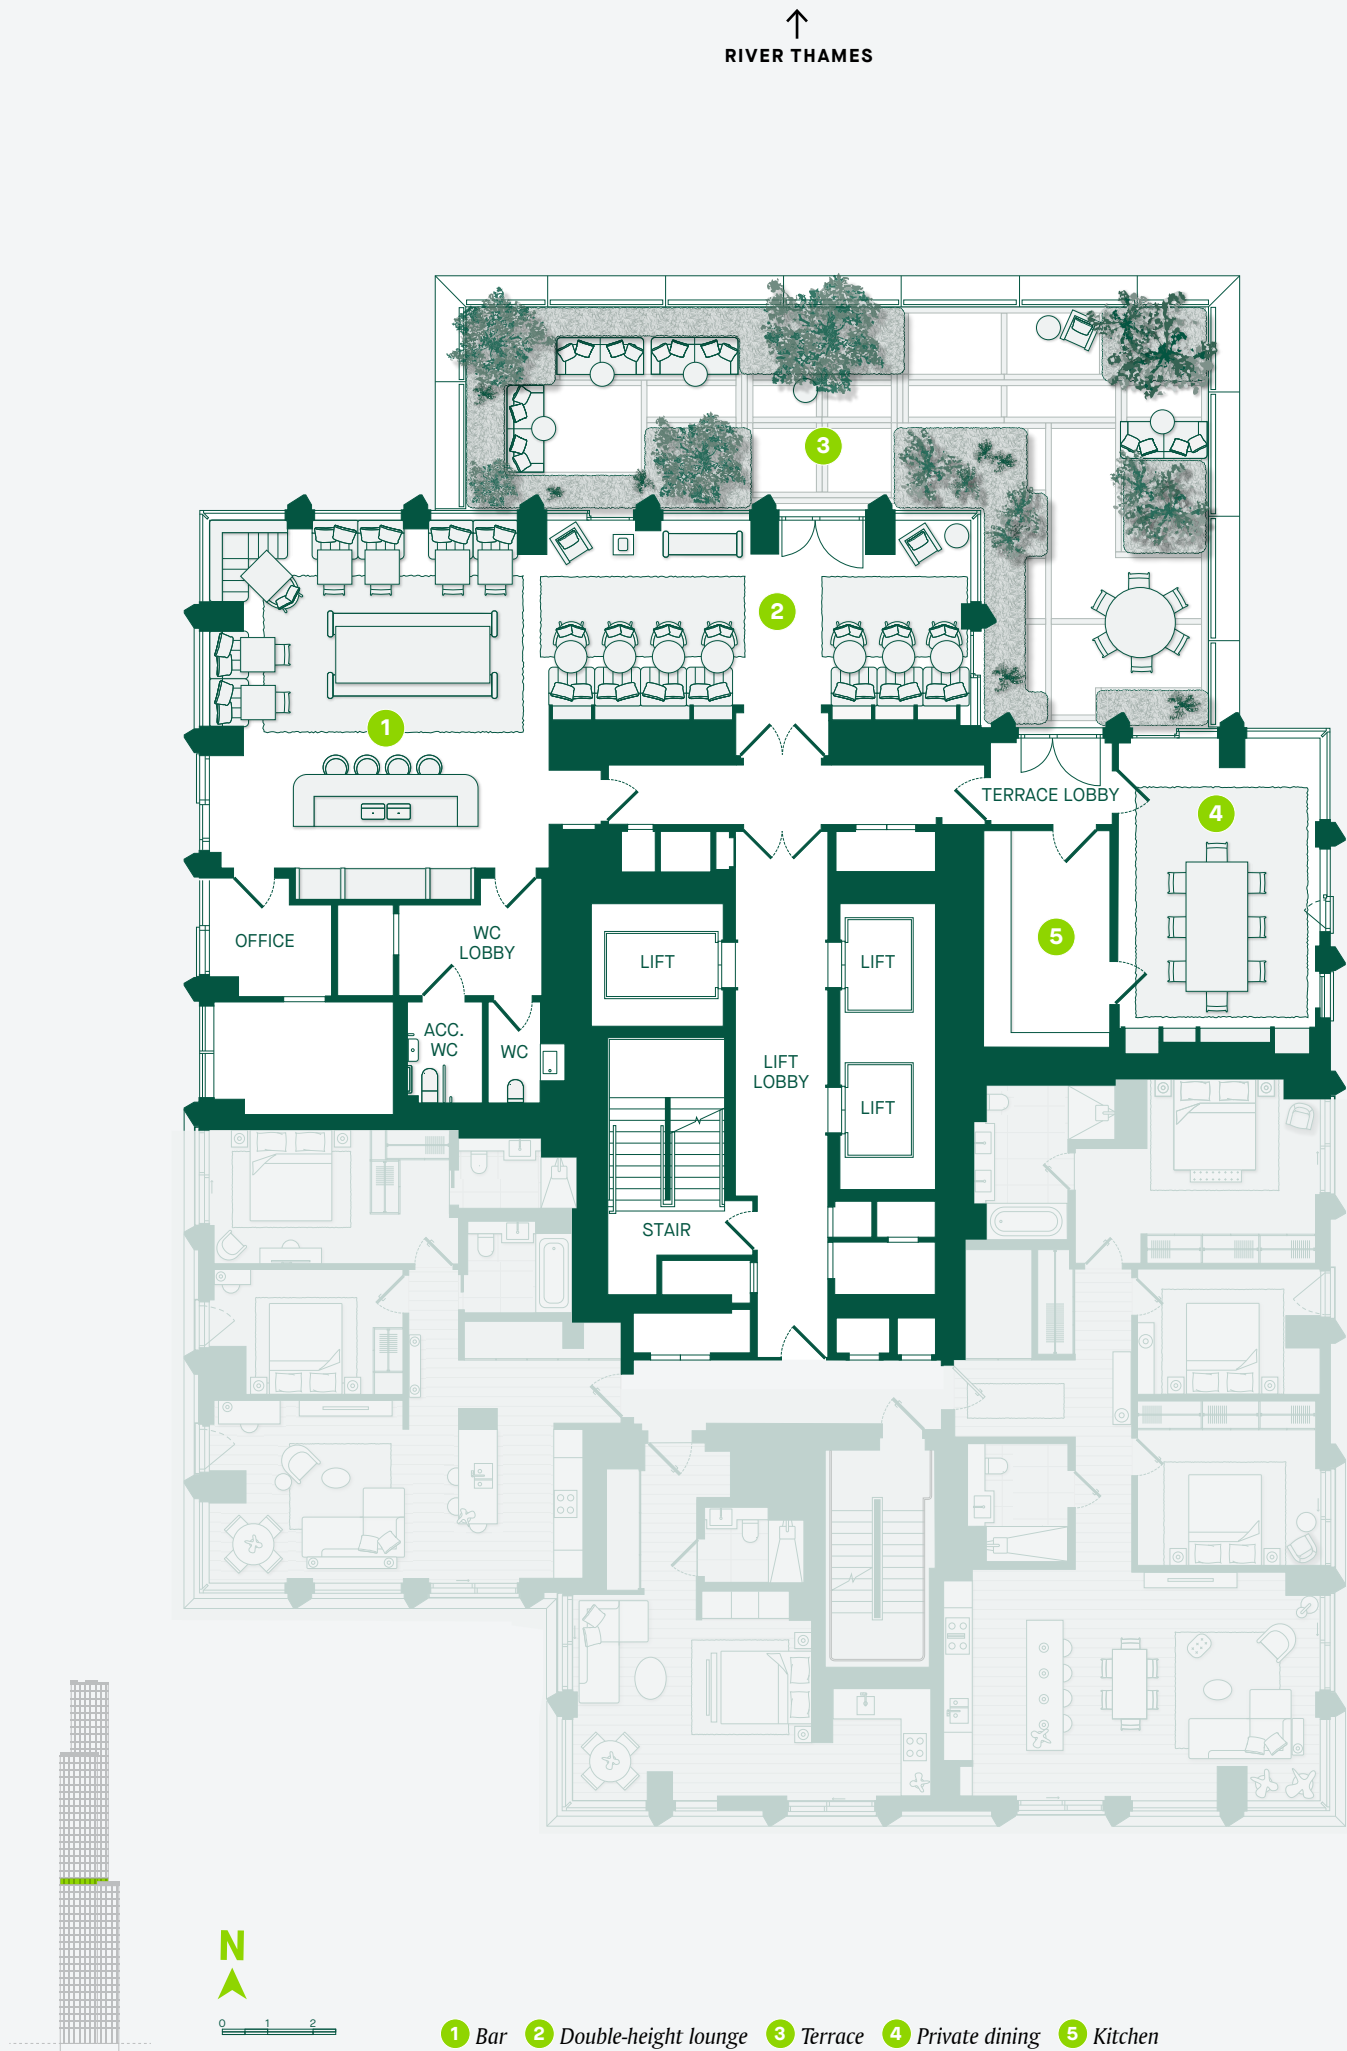 RIVER THAMES
3
2
1
TERRACE LOBBY
4
OFFICE
WC
LOBBY
5
LIFT
LIFT
ACC.
WC
WC
LIFT
LOBBY
LIFT
STAIR
N
0 1 2
1 Bar 2 Double-height lounge 3 Terrace 4 Private dining 5 Kitchen